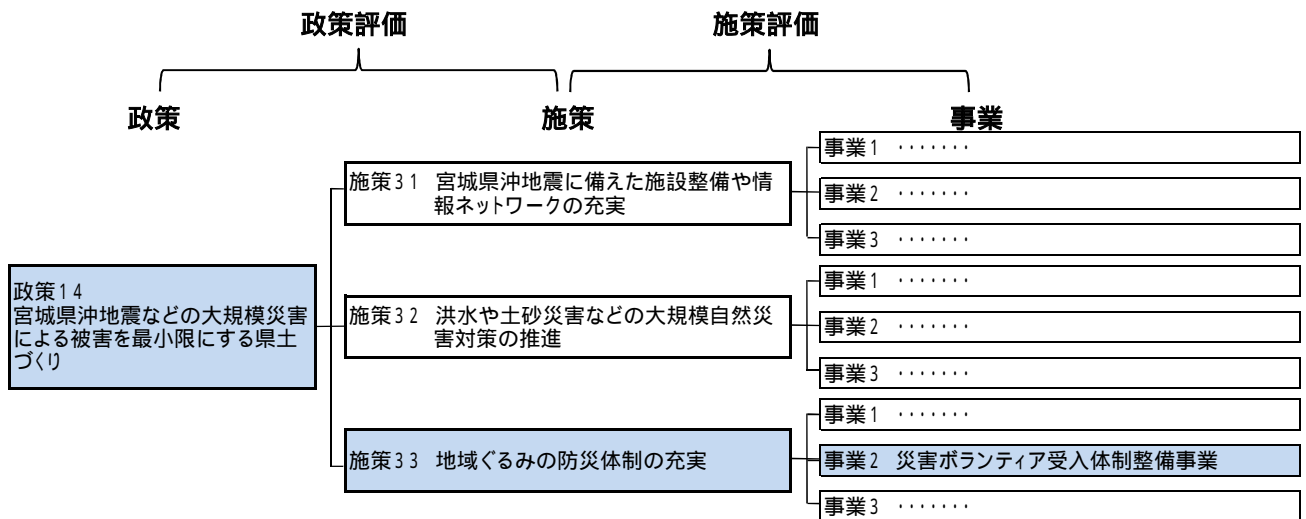 政策評価
施策評価
政策
施策
事業
政策14
宮城県沖地震などの大規模災害
による被害を最小限にする県土
づくり
施策31 宮城県沖地震に備えた施設整備や情
報ネットワークの充実
事業1 ・・・・・・・
事業2 ・・・・・・・
事業3 ・・・・・・・
施策32 洪水や土砂災害などの大規模自然災
害対策の推進
事業1 ・・・・・・・
事業2 ・・・・・・・
事業3 ・・・・・・・
施策33 地域ぐるみの防災体制の充実
事業1 ・・・・・・・
事業2 災害ボランティア受入体制整備事業
事業3 ・・・・・・・